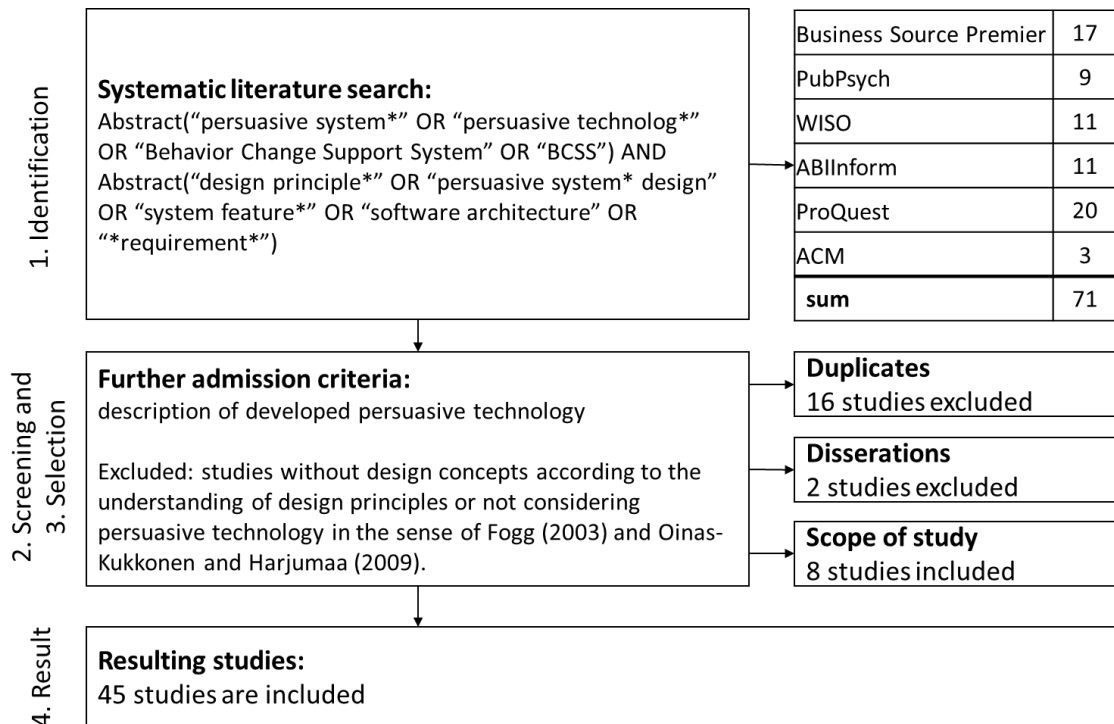 1. Identification
Systematic literature search:
Abstract(“persuasive system*” OR “persuasive technolog*”
OR “Behavior Change Support System” OR “BCSS”) AND
Abstract(“design principle*” OR “persuasive system* design”
OR “system feature*” OR “software architecture” OR
“*requirement*”)
Business Source Premier 17
PubPsych 9
WISO 11
ABIInform 11
ProQuest 20
ACM 3
sum 71
2. Screening and
3. Selection
Further admission criteria:
description of developed persuasive technology
Excluded: studies without design concepts according to the
understanding of design principles or not considering
persuasive technology in the sense of Fogg (2003) and Oinas-
Kukkonen and Harjumaa (2009).
Duplicates
16 studies excluded
Disserations
2 studies excluded
Scope of study
8 studies included
4. Result
Resulting studies:
45 studies are included